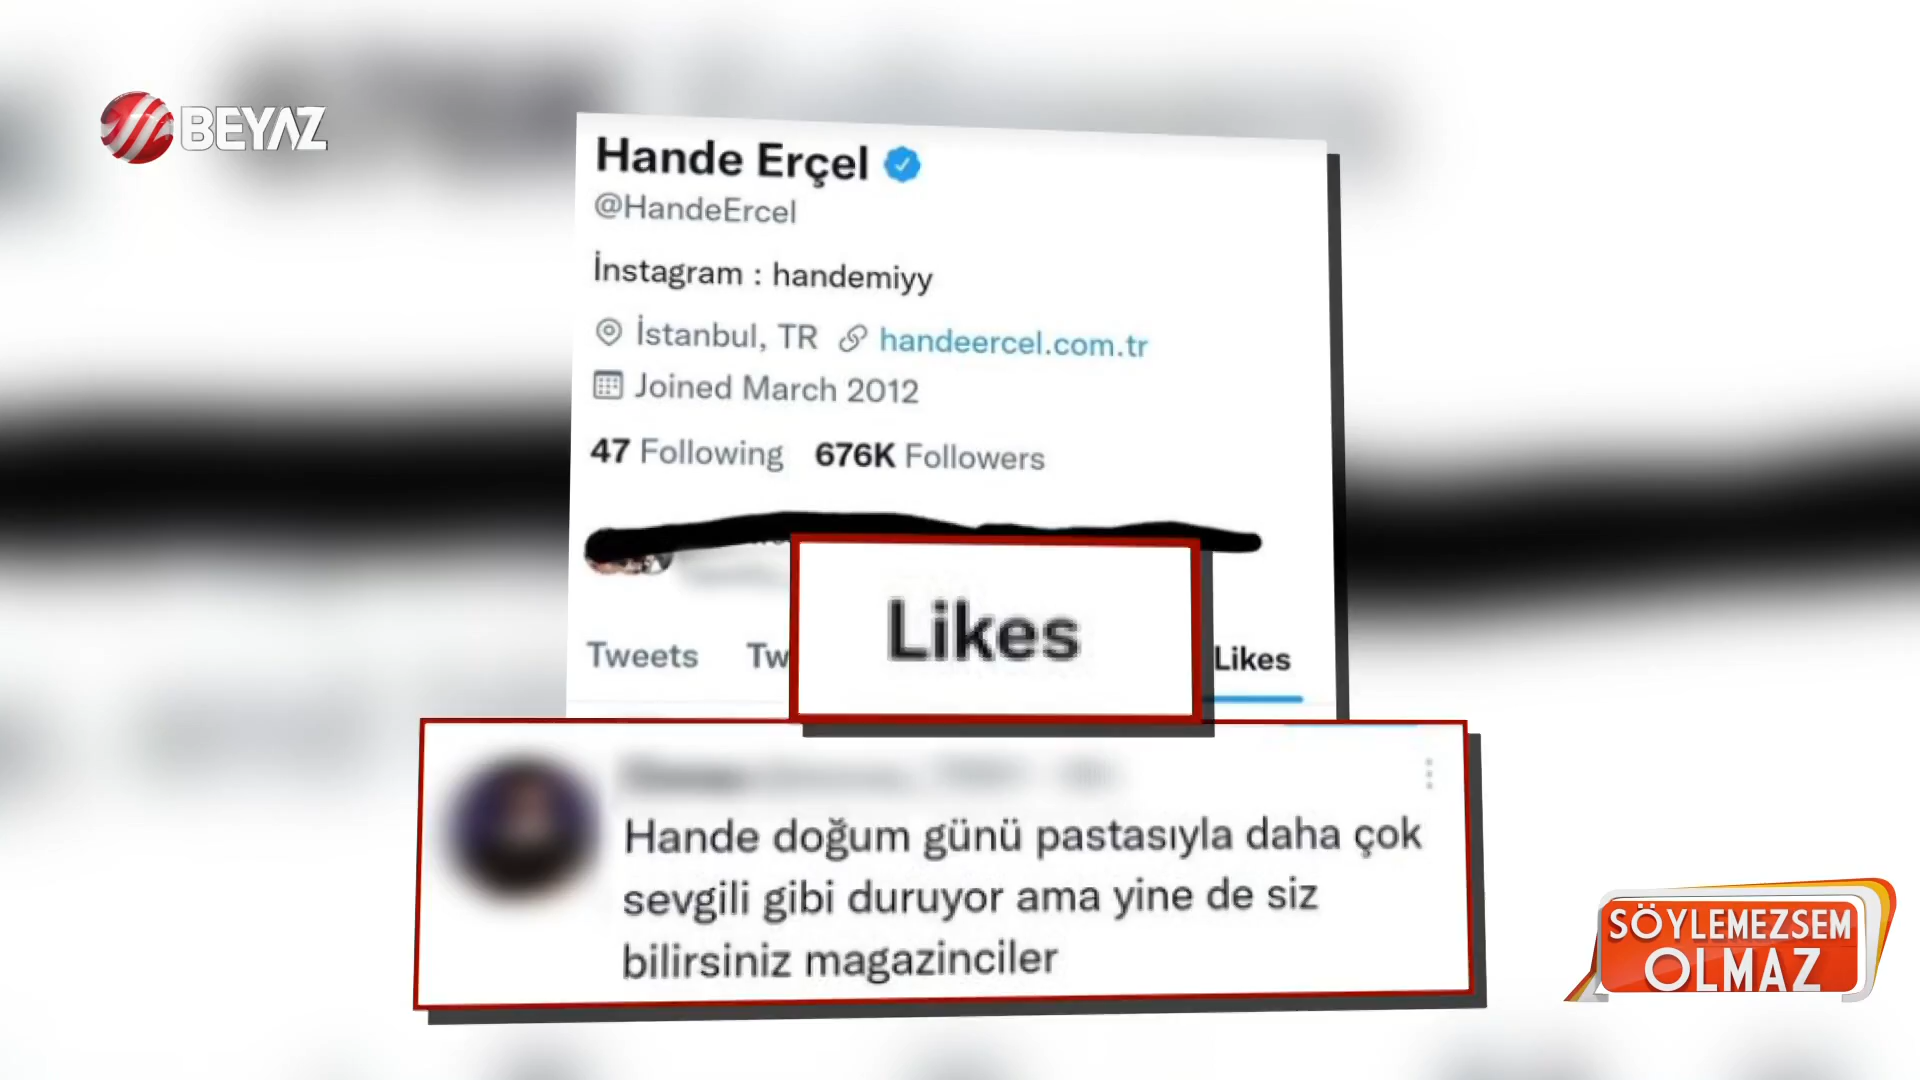 BEYAZ
Hande Erçel
@HandeErcel
İnstagram : handemiyy
İstanbul, TR handeercel.com.tr
Joined March 2012
47 Following 676K Followers
Likes
Tweets Tw Likes
Hande doğum günü pastasıyla daha çok
sevgili gibi duruyor ama yine de siz
bilirsiniz magazinciler
SÖYLEMEZSEM
OLMAZ